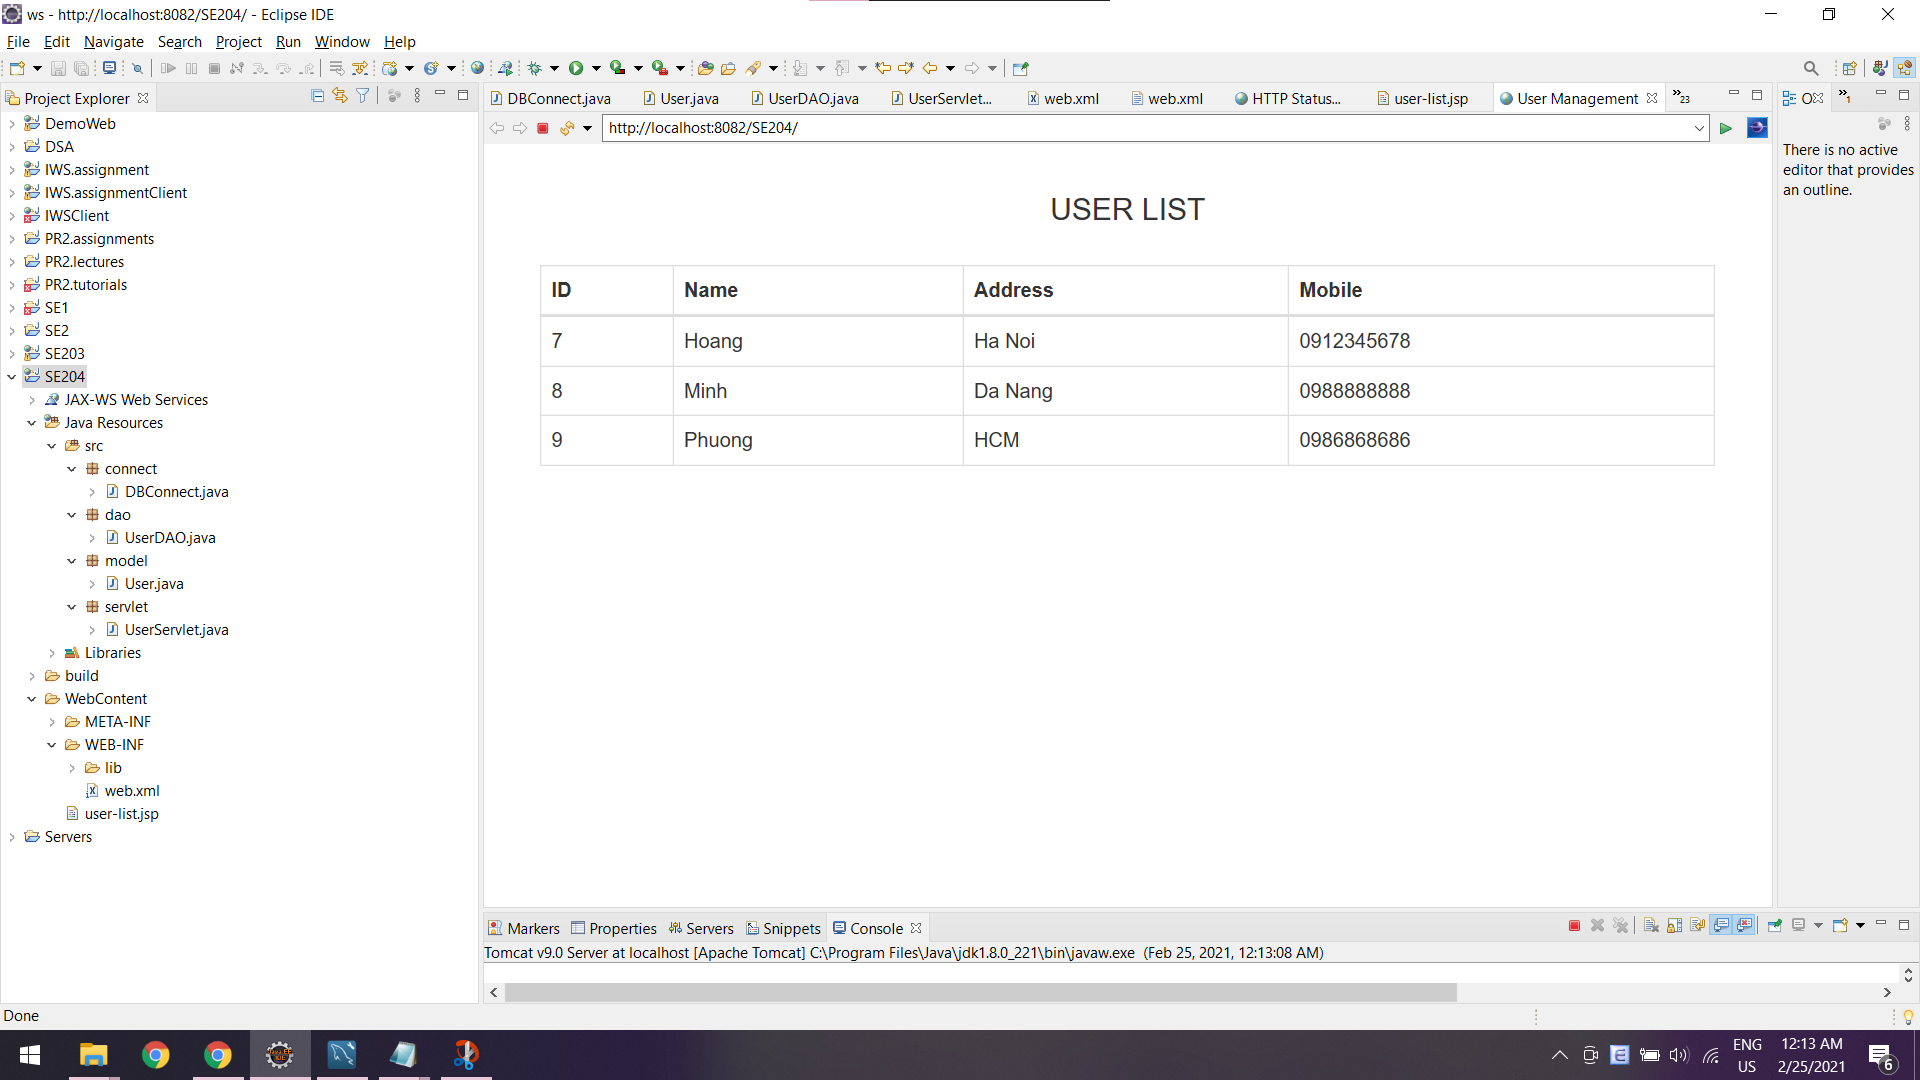 ws - http://localhost:8082/SE204/ - Eclipse IDE
File Edit Navigate Search Project Run Window Help
Project Explorer
DemoWeb
DSA
IWS.assignment
IWS.assignmentClient
IWSClient
PR2.assignments
PR2.lectures
PR2.tutorials
SE1
SE2
SE203
SE204
JAX-WS Web Services
Java Resources
src
connect
DBConnect.java
dao
UserDAO.java
model
User.java
servlet
UserServlet.java
Libraries
build
WebContent
META-INF
WEB-INF
lib
web.xml
user-list.jsp
Servers
DBConnect.java User.java UserDAO.java UserServlet... web.xml web.xml HTTP Status... user-list.jsp User Management 23
http://localhost:8082/SE204/
USER LIST
ID Name Address Mobile
7 Hoang Ha Noi 0912345678
8 Minh Da Nang 0988888888
9 Phuong HCM 0986868686
O 1
There is no active
editor that provides
an outline.
Markers Properties Servers Snippets Console
Tomcat v9.0 Server at localhost [Apache Tomcat] C:\Program Files\Java\jdk1.8.0_221\bin\javaw.exe (Feb 25, 2021, 12:13:08 AM)
Done
ENG
US
12:13 AM
2/25/2021
6